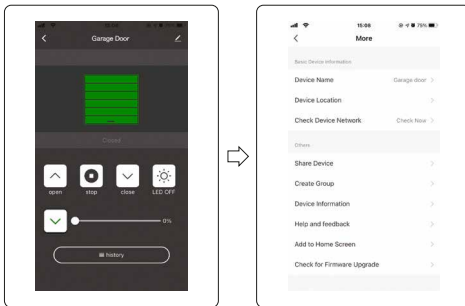 Garage Door
Closed
open stop close LED OFF
0%
history
15:08 75%
More
Basic Device Information
Device Name Garage door
Device Location
Check Device Network Check Now
Others
Share Device
Create Group
Device Information
Help and feedback
Add to Home Screen
Check for Firmware Upgrade